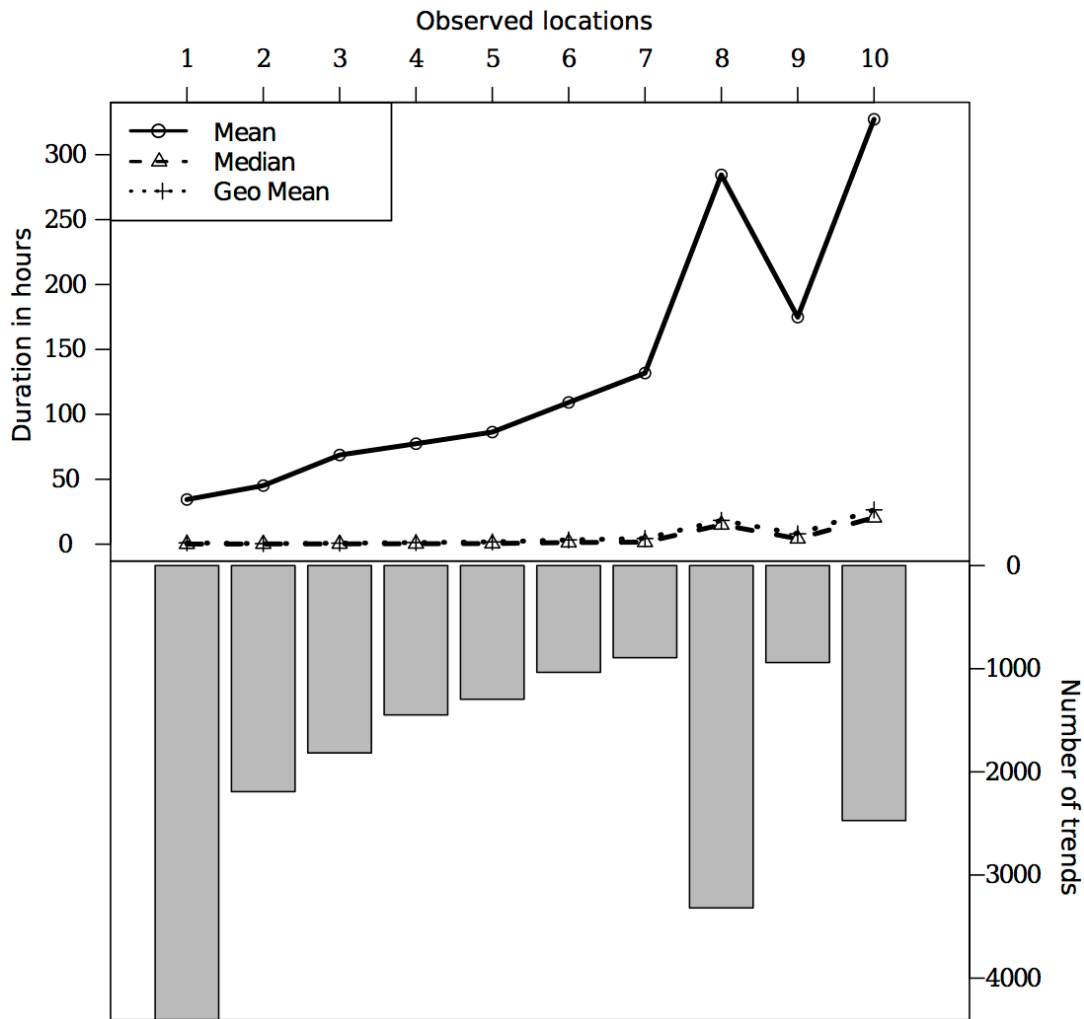 Observed locations
1 2 3 4 5 6 7 8 9 10
Mean
Median
Geo Mean
Duration in hours
300
250
200
150
100
50
0
0
1000
2000
3000
4000
Number of trends